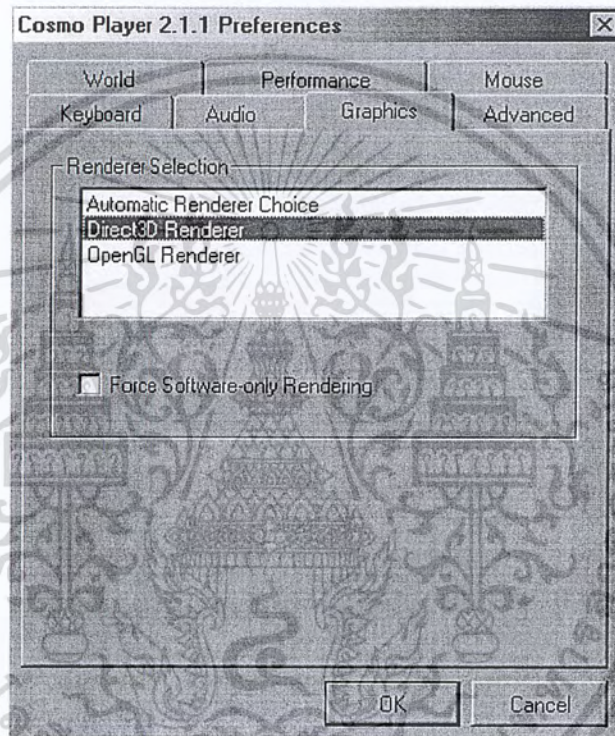 Cosmo Player 2.1.1 Preferences
World Performance Mouse
Keyboard Audio Graphics Advanced
Renderer Selection
Automatic Renderer Choice
Direct3D Renderer
OpenGL Renderer
Force Software-only Rendering
OK Cancel